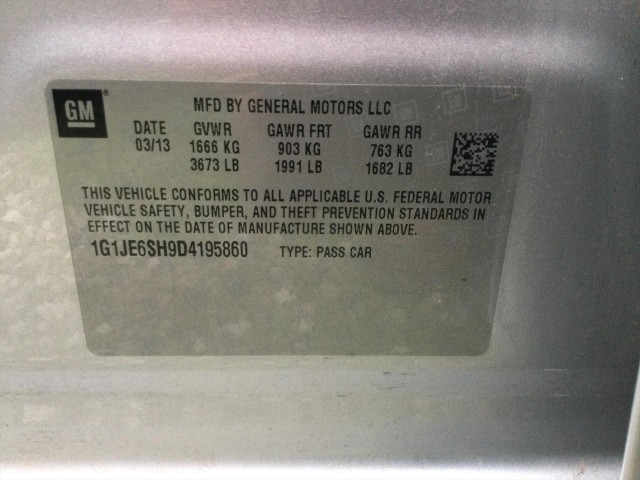 GM
MFD BY GENERAL MOTORS LLC
DATE GVWR GAWR FRT GAWR RR
03/13 1666 KG 903 KG 763 KG
3673 LB 1991 LB 1682 LB
THIS VEHICLE CONFORMS TO ALL APPLICABLE U.S. FEDERAL MOTOR
VEHICLE SAFETY, BUMPER, AND THEFT PREVENTION STANDARDS IN
EFFECT ON THE DATE OF MANUFACTURE SHOWN ABOVE.
1G1JE6SH9D4195860 TYPE: PASS CAR